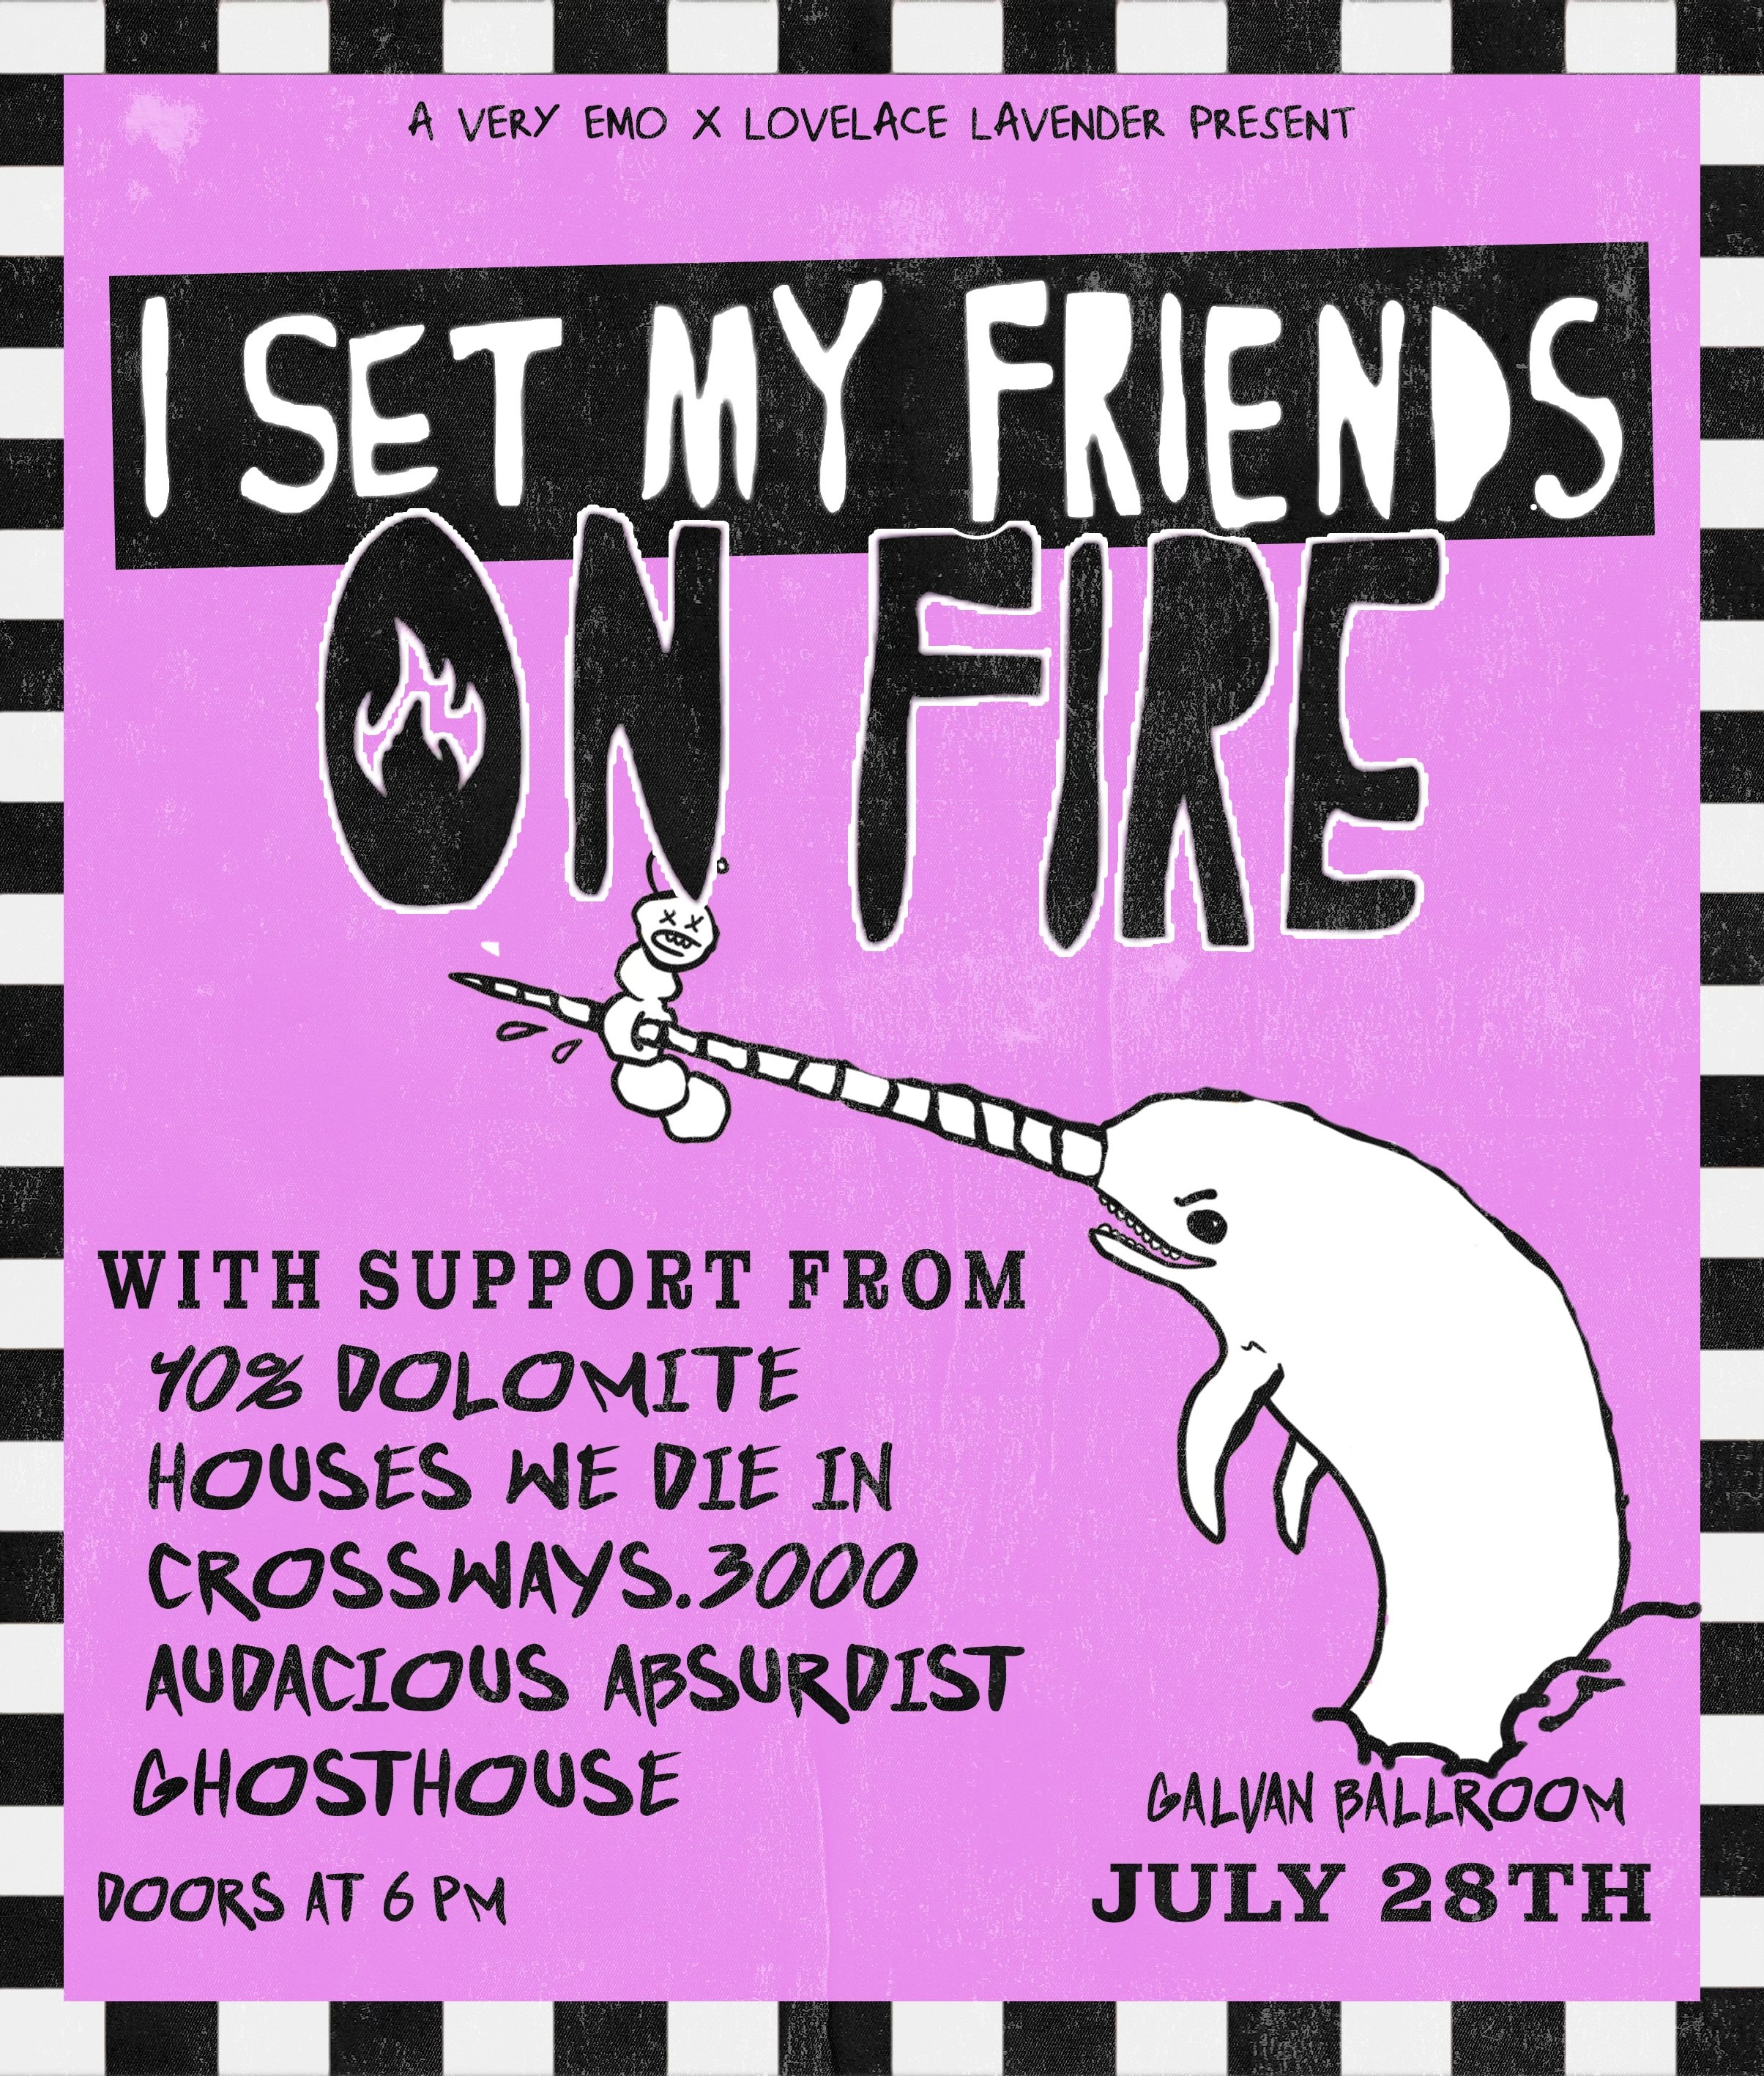 A VERY EMO X LOVELACE LAVENDER PRESENT
I SET MY FRIENDS
ON FIRE
WITH SUPPORT FROM
40% DOLOMITE
HOUSES WE DIE IN
CROSSWAYS.3000
AUDACIOUS ABSURDIST
GHOSTHOUSE
DOORS AT 6 PM
GALVAN BALLROOM
JULY 28TH